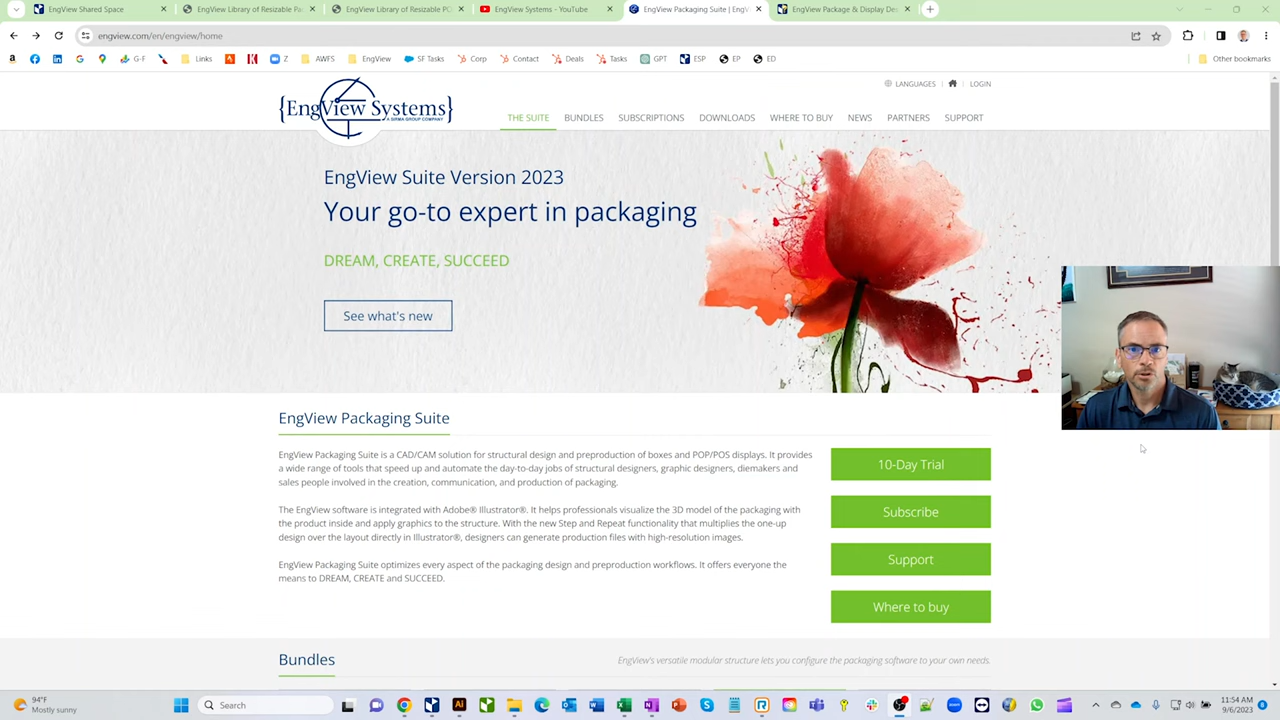 EngView Shared Space
EngView Library of Resizable Pa
EngView Library of Resizable PO
EngView Systems - YouTube
EngView Packaging Suite | EngV
EngView Package & Display De
engview.com/en/engview/home
G-F
Links
AWFS
Z
EngView
SF Tasks
Corp
Contact
Deals
Tasks
GPT
ESP
EP
ED
Other bookmarks
LANGUAGES | LOGIN
{EngView Systems}
A SIRMA GROUP COMPANY
THE SUITE BUNDLES SUBSCRIPTIONS DOWNLOADS WHERE TO BUY NEWS PARTNERS SUPPORT
EngView Suite Version 2023
Your go-to expert in packaging
DREAM, CREATE, SUCCEED
See what's new
EngView Packaging Suite
EngView Packaging Suite is a CAD/CAM solution for structural design and preproduction of boxes and POP/POS displays. It provides
a wide range of tools that speed up and automate the day-to-day jobs of structural designers, graphic designers, diemakers and
sales people involved in the creation, communication, and production of packaging.
The EngView software is integrated with Adobe® Illustrator®. It helps professionals visualize the 3D model of the packaging with
the product inside and apply graphics to the structure. With the new Step and Repeat functionality that multiplies the one-up
design over the layout directly in Illustrator®, designers can generate production files with high-resolution images.
EngView Packaging Suite optimizes every aspect of the packaging design and preproduction workflows. It offers everyone the
means to DREAM, CREATE and SUCCEED.
10-Day Trial
Subscribe
Support
Where to buy
Bundles
EngView's versatile modular structure lets you configure the packaging software to your own needs.
94°F
Mostly sunny
Search
11:54 AM
9/6/2023